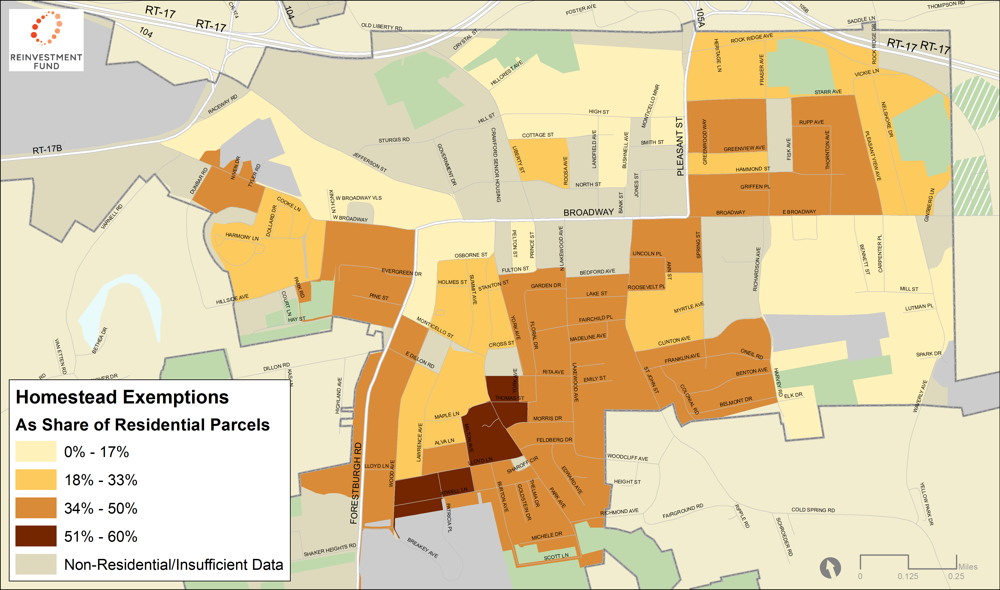 RT-17
CR-174
104
FOSTER AVE
105A
105B
THOMPSON RD
REINVESTMENT
FUND
104
RT-17
OLD LIBERTY RD
CRYSTAL ST
SADDLE LN
ROCK RIDGE DR
ROCK RIDGE AVE
HERITAGE LN
FRASER AVE
RT-17
RT-17
VICKIE LN
HILLCREST AVE
MONTICELLO MNR
STARR AVE
RACEWAY RD
HILL ST
HIGH ST
NELSHORE DR
RT-17B
STURGIS RD
CRAWFORD SENIOR HOUSING
COTTAGE ST
LANDFIELD AVE
BUSHNELL AVE
SMITH ST
PLEASANT ST
GREENWOOD WAY
RUPP AVE
THORNTON AVE
PLEASANT VIEW AVE
GOVERNMENT DR
JEFFERSON ST
LIBERTY ST
ROOSA AVE
GREENVIEW AVE
FISK AVE
HAMMOND ST
NIVEN DR
TYLER RD
DUNBAR RD
NORTH ST
JONES ST
GRIFFEN PL
KINCH LN
W BROADWAY VLS
COOKE LN
DOLLARD DR
W BROADWAY
BROADWAY
BANK ST
BROADWAY
E BROADWAY
GINSBERG LN
VARNELL RD
HARMONY LN
PELTON ST
PRINCE ST
N LAKEWOOD AVE
SPRING ST
OSBORNE ST
LINCOLN PL
RICHARDSON AVE
BENNETT ST
CARPENTER PL
EVERGREEN DR
FULTON ST
BEDFORD AVE
ANN ST
HOLMES ST
SUMMIT AVE
STANTON ST
GARDEN DR
ROOSEVELT PL
PARK RD
PINE ST
LAKE ST
MILL ST
HILLSIDE AVE
COURT LN
HAY ST
MYRTLE AVE
LUTMAN PL
MONTICELLO ST
YORK AVE
FLORAL DR
FAIRCHILD PL
BETHEA DR
VAN ETTEN RD
CROSS ST
MADELINE AVE
CLINTON AVE
E DILLON RD
FRANKLIN AVE
ONEIL RD
SPARK DR
DILLON RD
KASL LN
RD
HIGHLAND AVE
YORK AVE
RITA AVE
LAKEWOOD AVE
EMILY ST
ST JOHN ST
BENTON AVE
HARVEY RD
COLONIAL RD
ELK DR
WAVERLY AVE
THOMAS ST
BELMONT DR
MAPLE LN
MORRIS DR
MILTON AVE
LAWRENCE AVE
ALVA LN
FELDBERG DR
FORESTBURGH RD
LLOYD LN
WOOD AVE
LLOYD LN
SHAROFF CIR
WOODCLIFF AVE
EDWARD AVE
HEIGHT ST
ATWELL LN
BURTON AVE
GOLDSTEIN DR
THELMA DR
PARK AVE
YELLOW PARK DR
PATRICIA PL
RICHMOND AVE
FAIRGROUND RD
RIPPLE RD
COLD SPRING RD
SCHROEDER RD
MICHELE DR
BREAKEY AVE
SHAKER HEIGHTS RD
SCOTT LN
Homestead Exemptions
As Share of Residential Parcels
0% - 17%
18% - 33%
34% - 50%
51% - 60%
Non-Residential/Insufficient Data
Miles
0 0.125 0.25